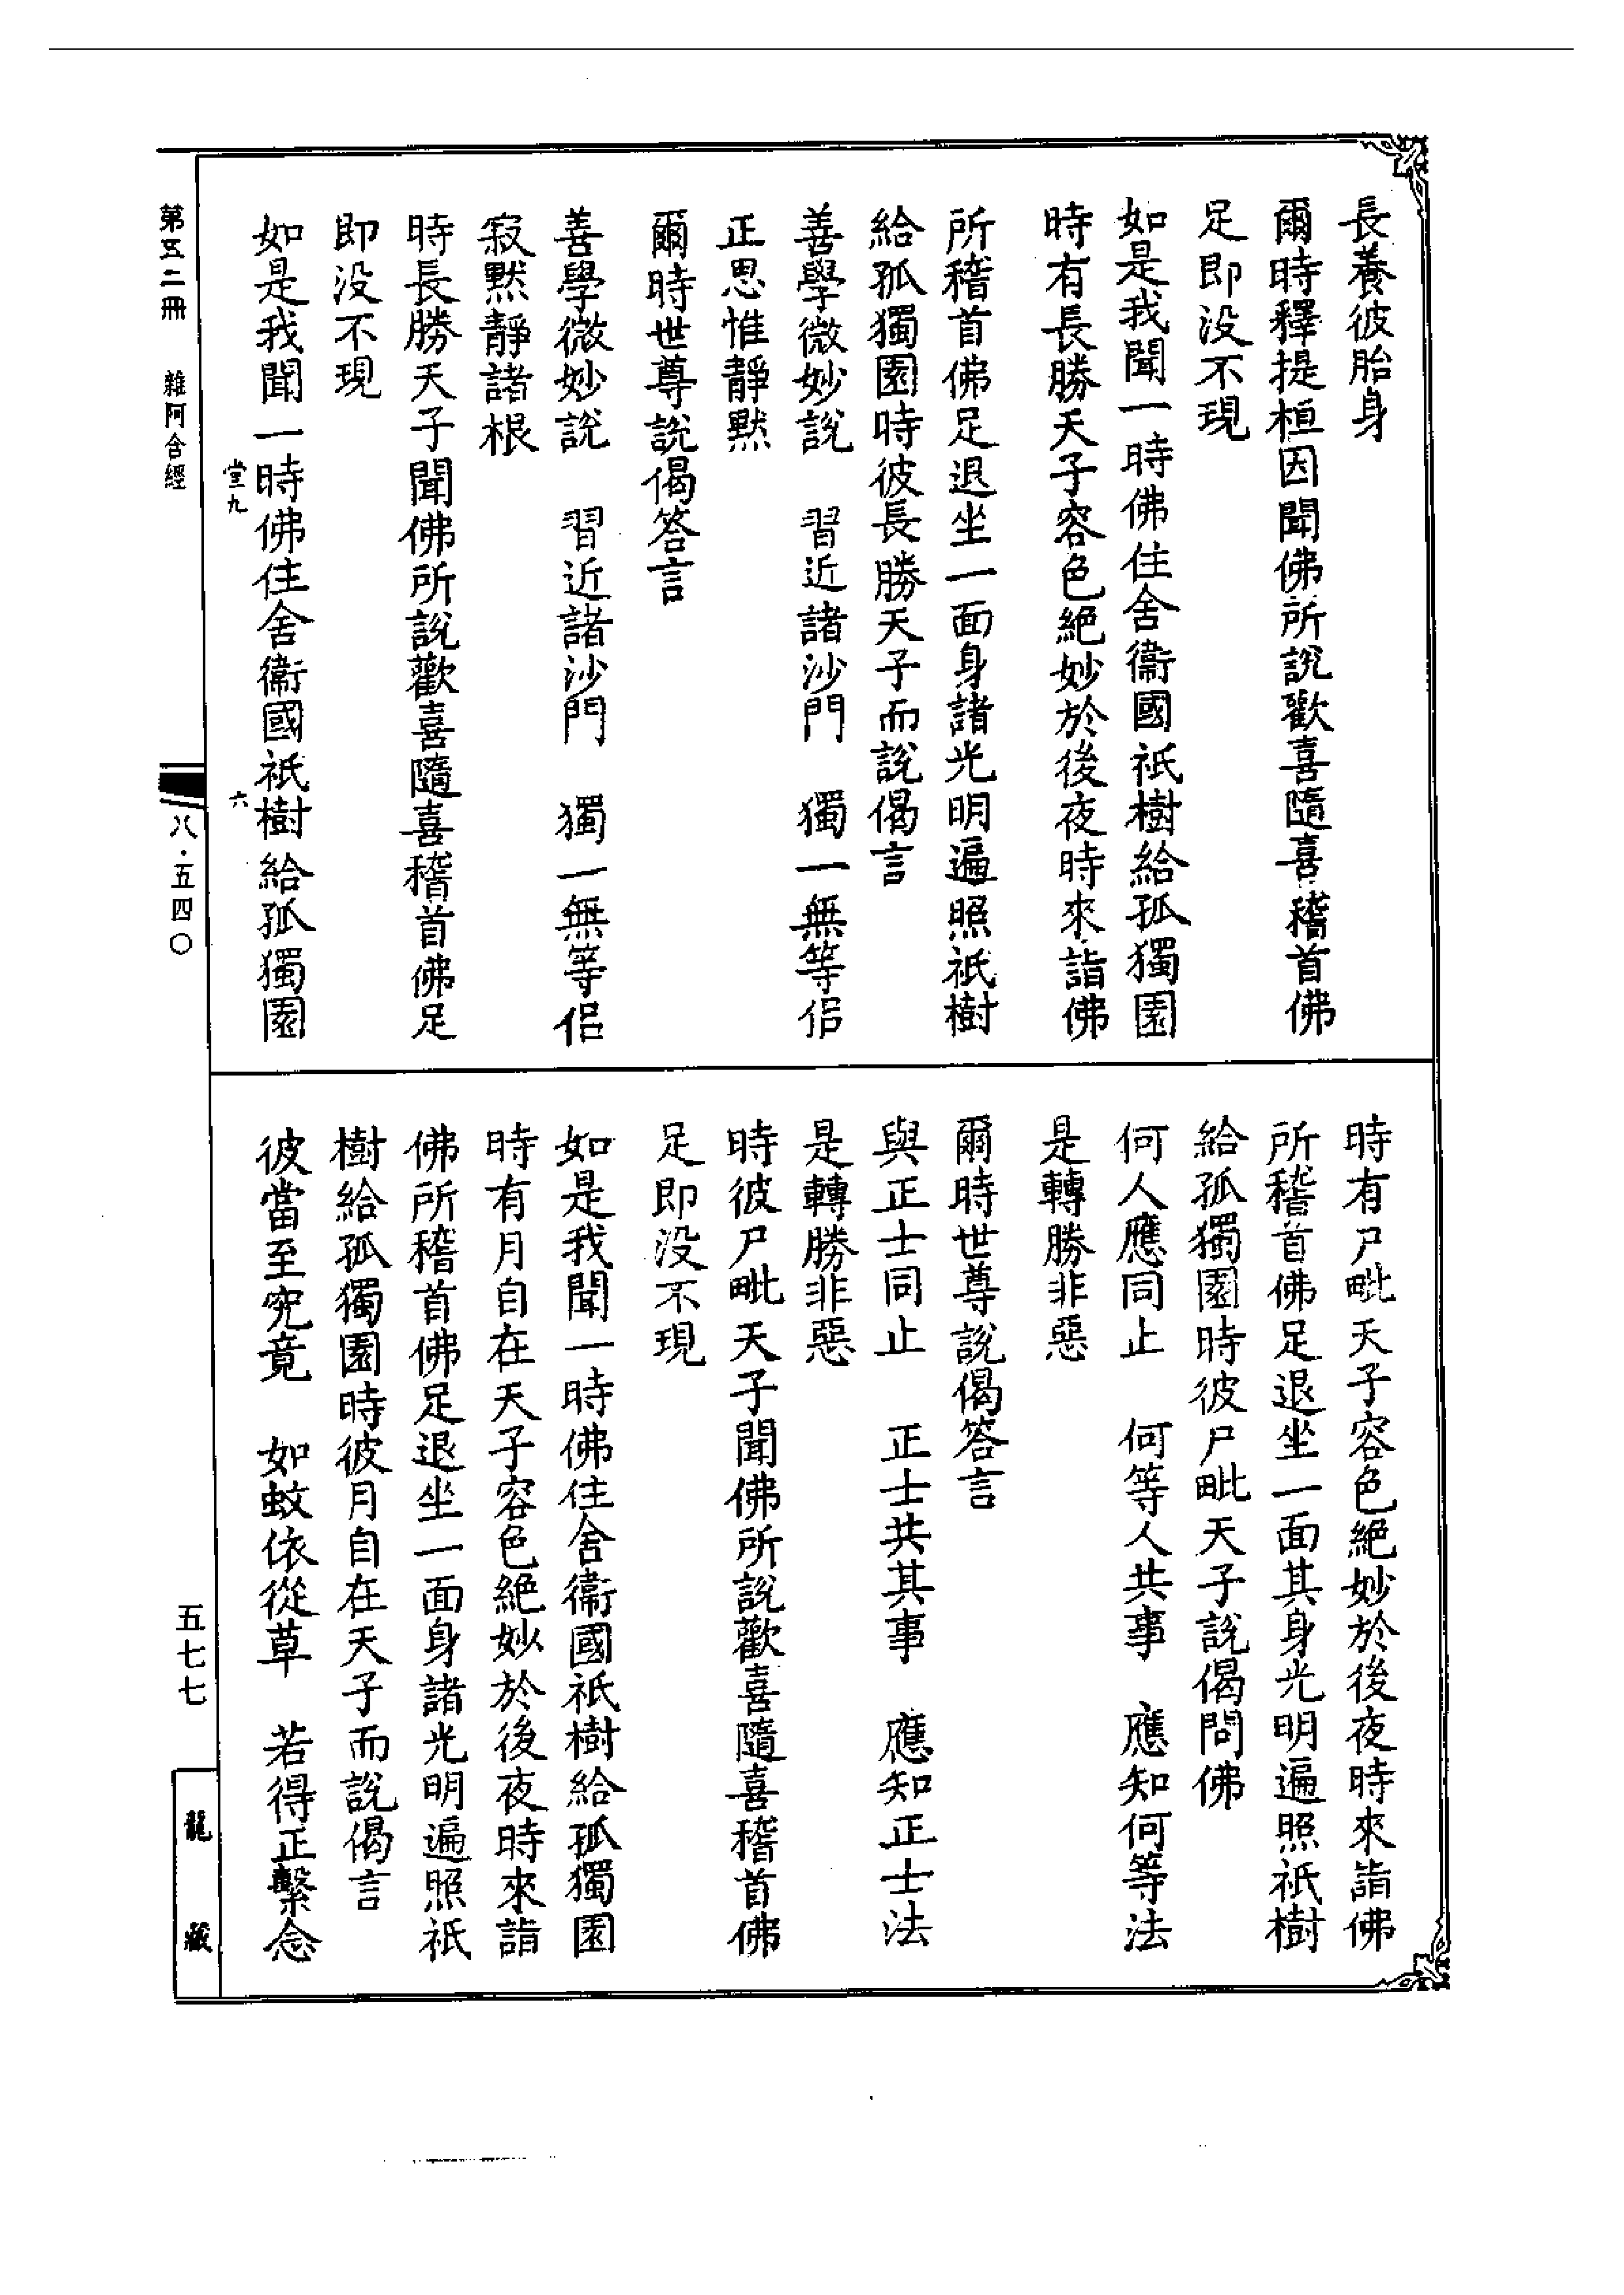 長養彼胎身
爾時釋提桓因聞佛所說歡喜隨喜稽首佛
足即没不現
如是我聞一時佛住舍衞國祇樹給孤獨園
時有長勝天子容色絶妙於後夜時來詣佛
所稽首佛足退坐一面身諸光明遍照祇樹
給孤獨園時彼長勝天子而說偈言
善學微妙說　習近諸沙門　獨一無等侶
正思惟靜黙
爾時世尊說偈答言
善學微妙說　習近諸沙門　獨一無等侶
寂黙靜諸根
時長勝天子聞佛所說歡喜隨喜稽首佛足
即没不現
如是我聞一時佛住舍衞國祇樹給孤獨園
時有尸毗天子容色絶妙於後夜時來詣佛
所稽首佛足退坐一面其身光明遍照祇樹
給孤獨園時彼尸毗天子說偈問佛
何人應同止　何等人共事　應知何等法
是轉勝非惡
爾時世尊說偈答言
與正士同止　正士共其事　應知正士法
是轉勝非惡
時彼尸毗天子聞佛所說歡喜隨喜稽首佛
足即没不現
如是我聞一時佛住舍衞國祇樹給孤獨園
時有月自在天子容色絶妙於後夜時來詣
佛所稽首佛足退坐一面身諸光明遍照祇
樹給孤獨園時彼月自在天子而說偈言
彼當至究竟　如蚊依從草　若得正繫念
堂九　六
第五二冊　雜阿含經　八·五四〇　五七七　龍藏